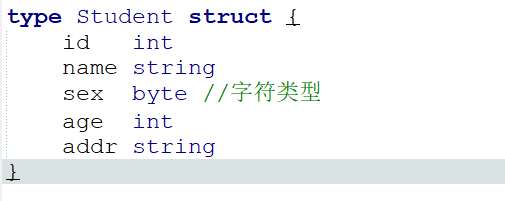 type Student struct {
    id   int
    name string
    sex  byte //字符类型
    age  int
    addr string
}